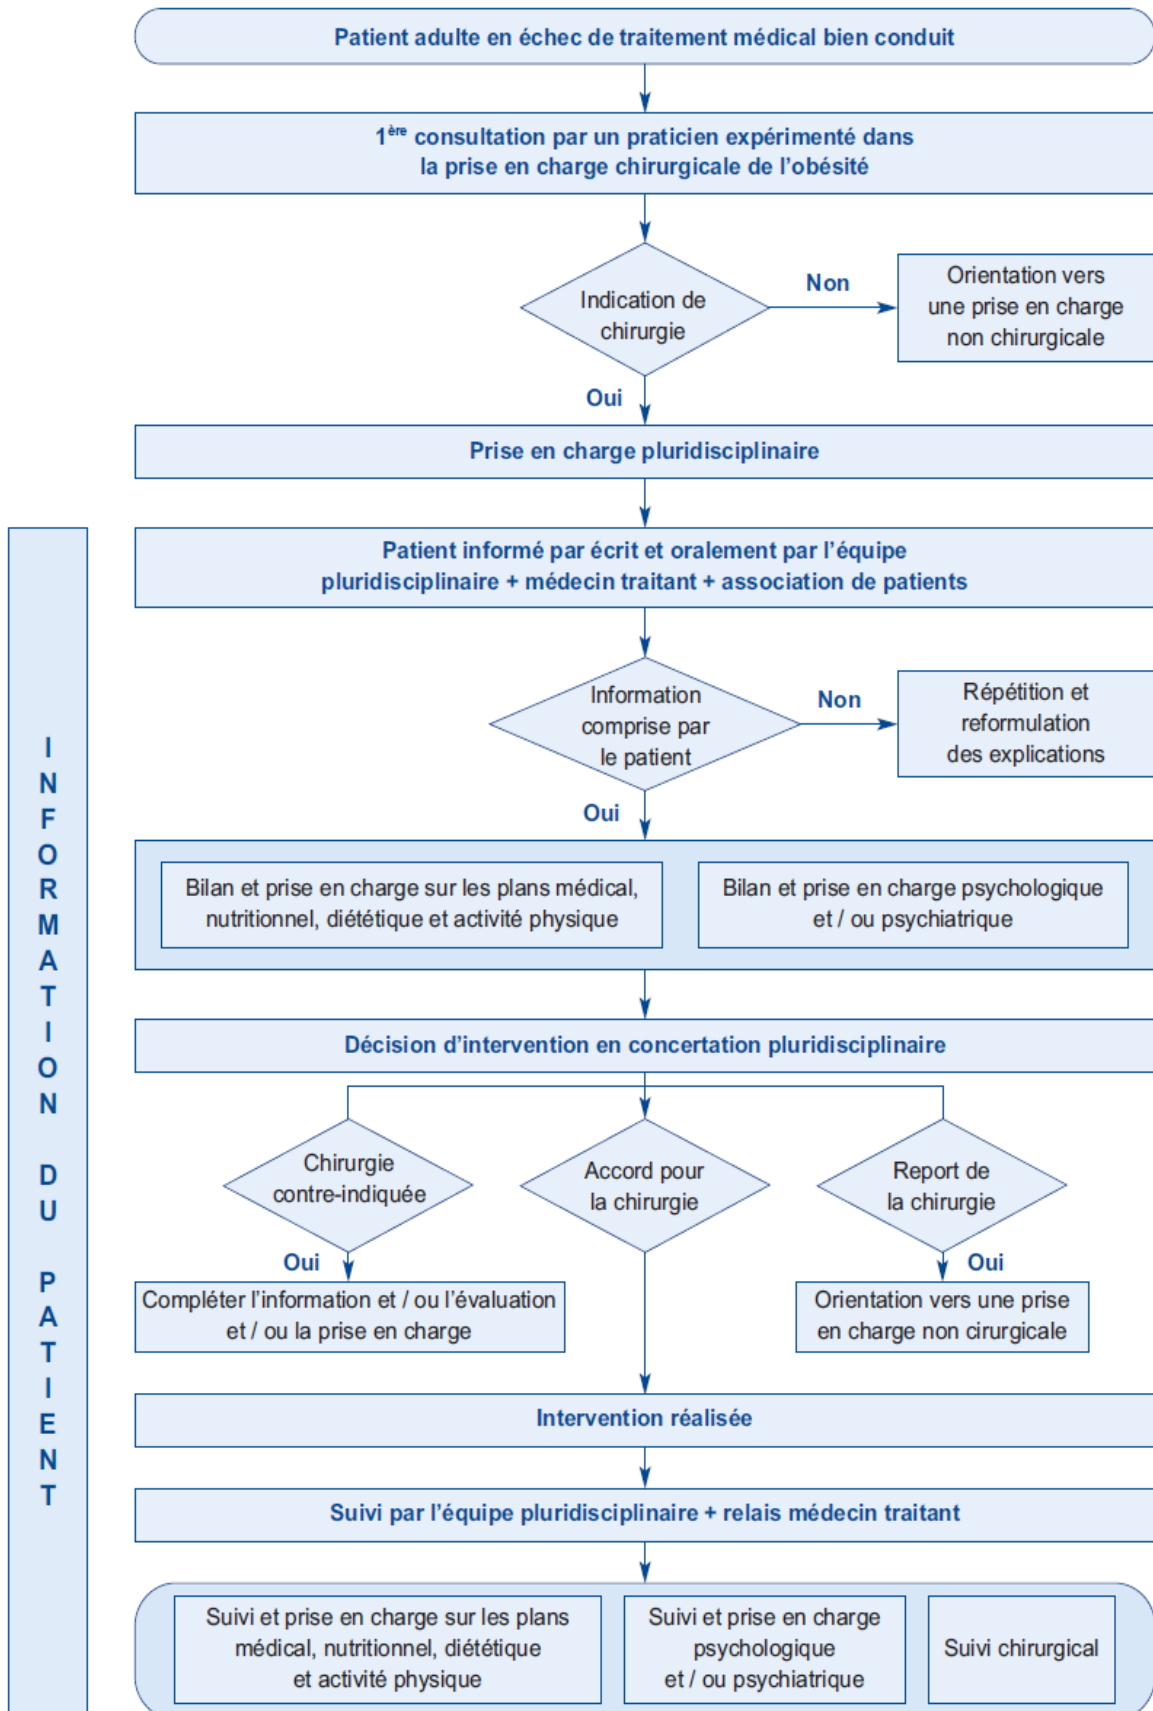 Patient adulte en échec de traitement médical bien conduit
1ère consultation par un praticien expérimenté dans
la prise en charge chirurgicale de l'obésité
Indication de
chirurgie
Non
Orientation vers
une prise en charge
non chirurgicale
Oui
Prise en charge pluridisciplinaire
Patient informé par écrit et oralement par l'équipe
pluridisciplinaire + médecin traitant + association de patients
Information
comprise par
le patient
Non
Répétition et
reformulation
des explications
Oui
Bilan et prise en charge sur les plans médical,
nutritionnel, diététique et activité physique
Bilan et prise en charge psychologique
et / ou psychiatrique
Décision d'intervention en concertation pluridisciplinaire
Chirurgie
contre-indiquée
Accord pour
la chirurgie
Report de
la chirurgie
Oui
Oui
Compléter l'information et / ou l'évaluation
et / ou la prise en charge
Orientation vers une prise
en charge non cirurgicale
Intervention réalisée
Suivi par l'équipe pluridisciplinaire + relais médecin traitant
Suivi et prise en charge sur les plans
médical, nutritionnel, diététique
et activité physique
Suivi et prise en charge
psychologique
et / ou psychiatrique
Suivi chirurgical
INFORMATION DU PATIENT